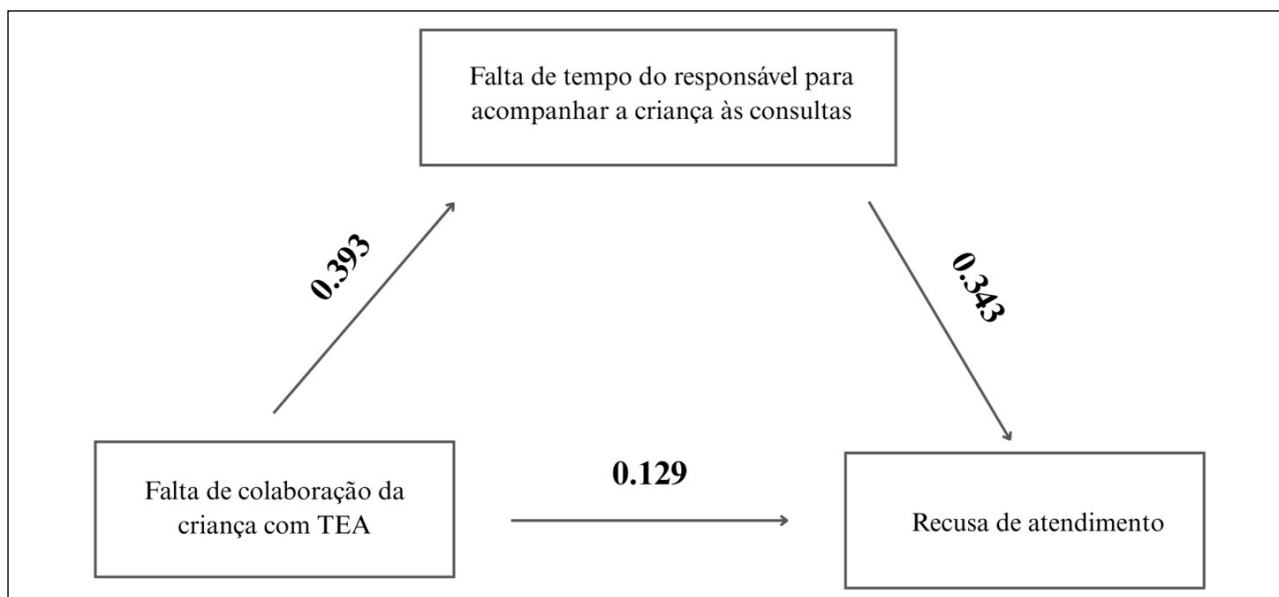 Falta de tempo do responsável para
acompanhar a criança às consultas
0.393
0.343
0.129
Falta de colaboração da
criança com TEA
Recusa de atendimento